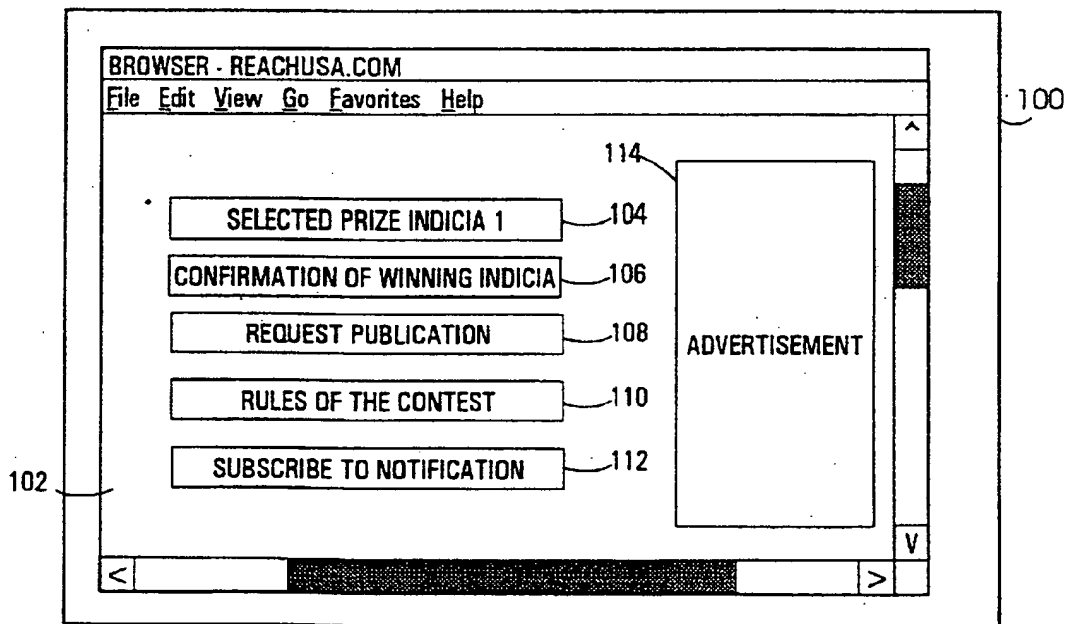 BROWSER - REACHUSA.COM
File Edit View Go Favorites Help
100
114
SELECTED PRIZE INDICIA 1
104
CONFIRMATION OF WINNING INDICIA
106
REQUEST PUBLICATION
108
ADVERTISEMENT
RULES OF THE CONTEST
110
SUBSCRIBE TO NOTIFICATION
112
102
^
V
<
>